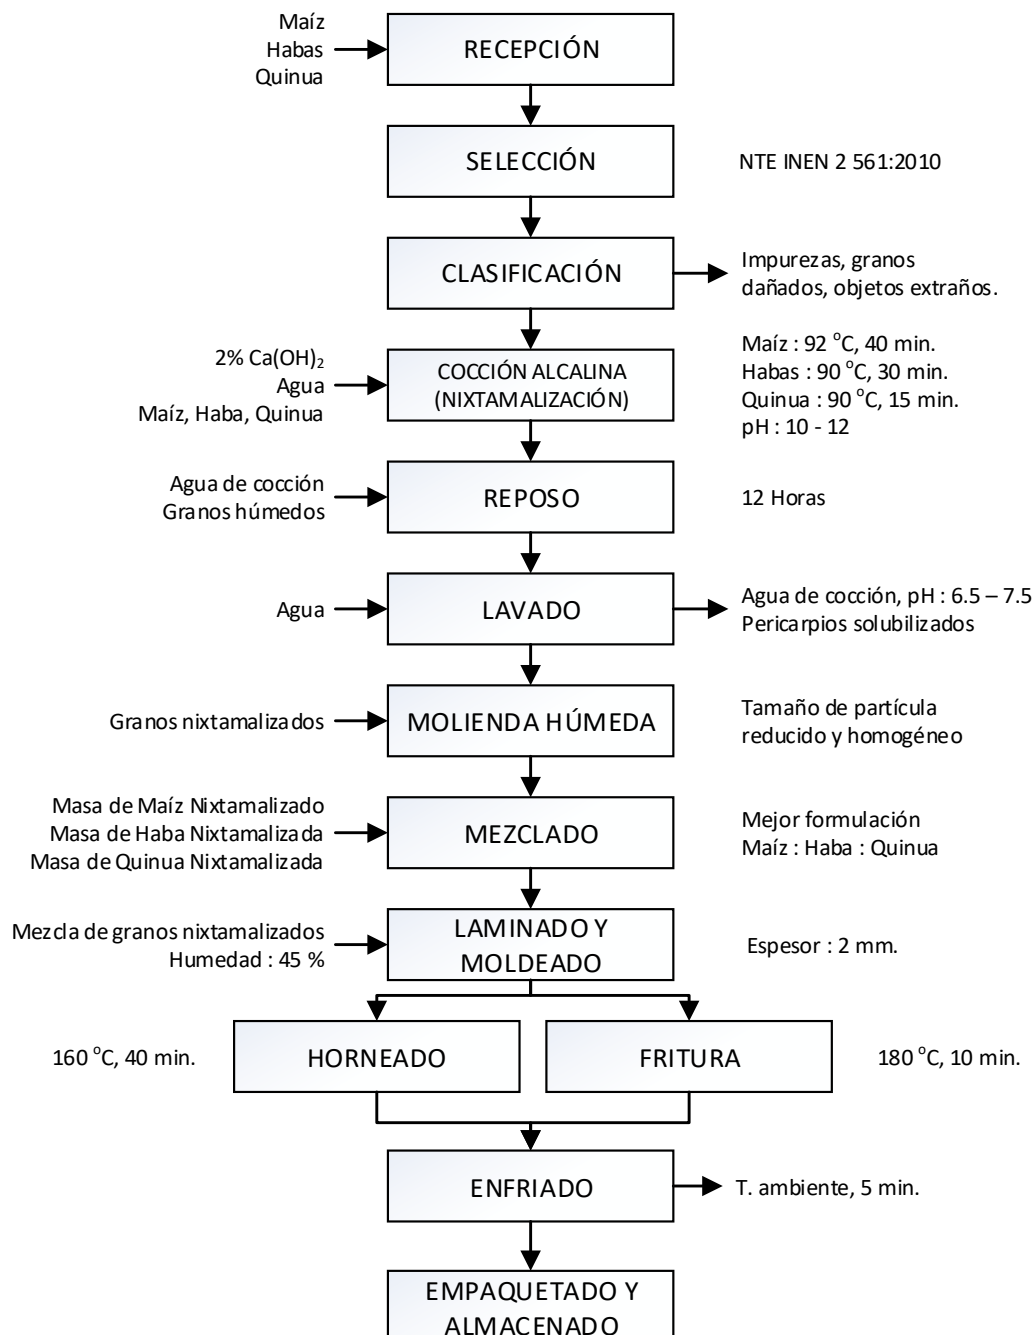 Maíz
Habas
Quinua
RECEPCIÓN
SELECCIÓN
NTE INEN 2 561:2010
CLASIFICACIÓN
Impurezas, granos
dañados, objetos extraños.
2% Ca(OH)₂
Agua
Maíz, Haba, Quinua
COCCIÓN ALCALINA
(NIXTAMALIZACIÓN)
Maíz : 92 °C, 40 min.
Habas : 90 °C, 30 min.
Quinua : 90 °C, 15 min.
pH : 10 - 12
Agua de cocción
Granos húmedos
REPOSO
12 Horas
Agua
LAVADO
Agua de cocción, pH : 6.5 – 7.5
Pericarpios solubilizados
Granos nixtamalizados
MOLIENDA HÚMEDA
Tamaño de partícula
reducido y homogéneo
Masa de Maíz Nixtamalizado
Masa de Haba Nixtamalizada
Masa de Quinua Nixtamalizada
MEZCLADO
Mejor formulación
Maíz : Haba : Quinua
Mezcla de granos nixtamalizados
Humedad : 45 %
LAMINADO Y
MOLDEADO
Espesor : 2 mm.
160 °C, 40 min.
HORNEADO
FRITURA
180 °C, 10 min.
ENFRIADO
T. ambiente, 5 min.
EMPAQUETADO Y
ALMACENADO